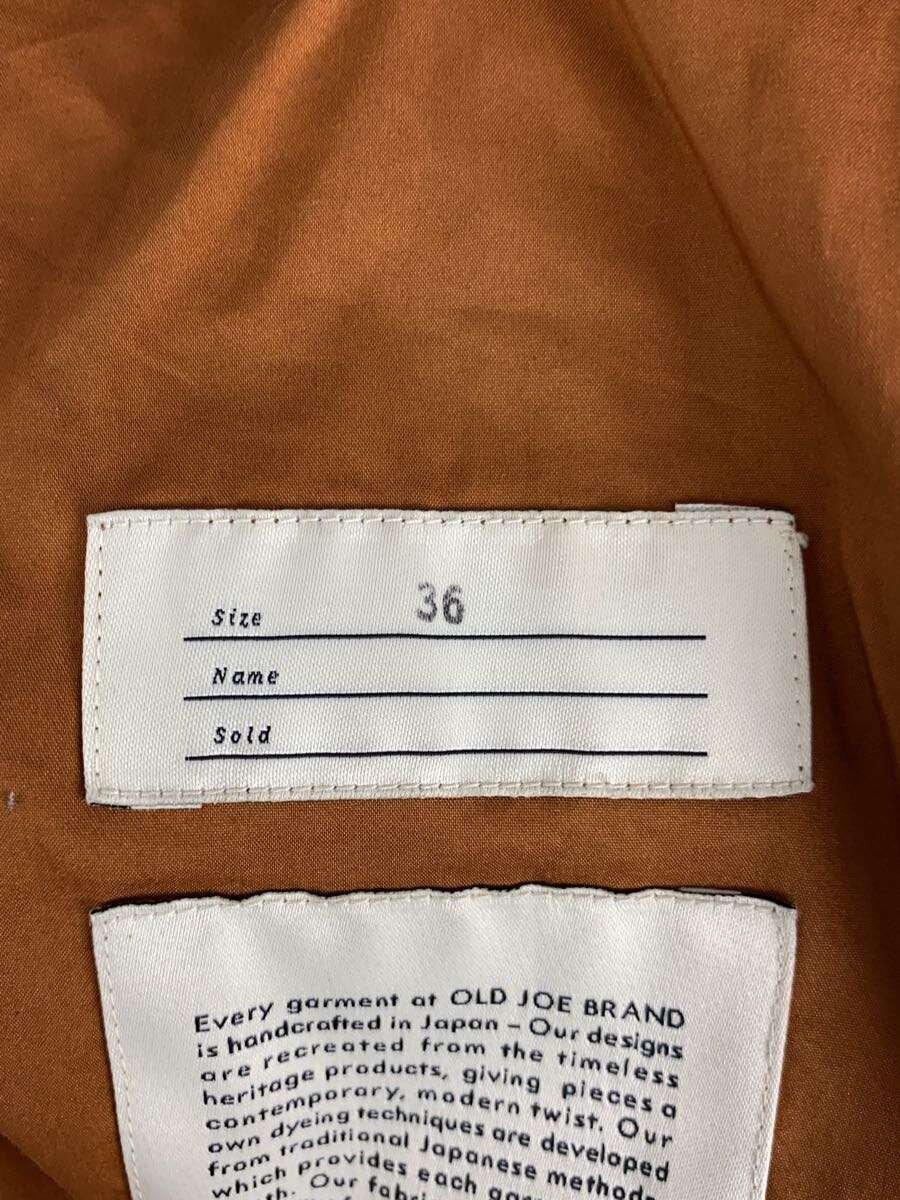 Size 36
Name
Sold
Every garment at OLD JOE BRAND
is handcrafted in Japan – Our designs
are recreated from the timeless
heritage products, giving pieces a
contemporary, modern twist. Our
own dyeing techniques are developed
from traditional Japanese methods
which provides each
Our